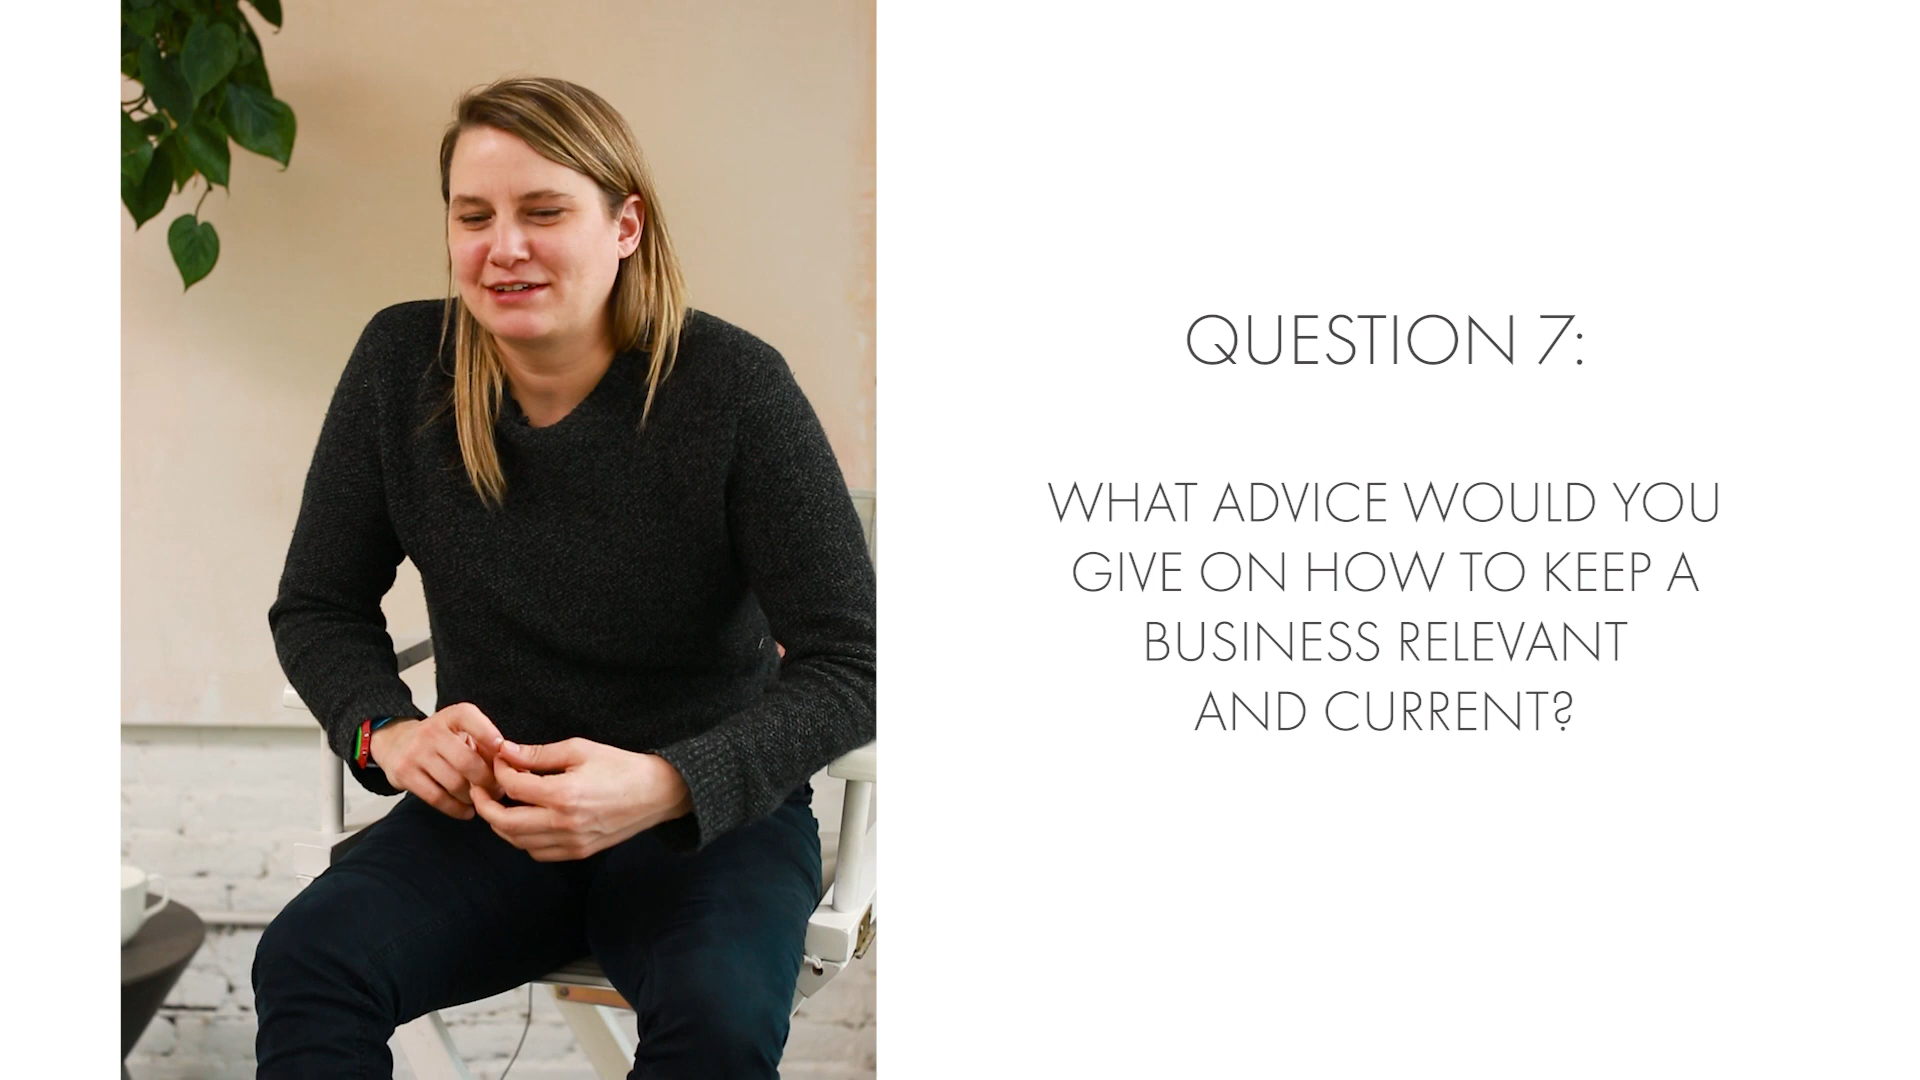 QUESTION 7:
WHAT ADVICE WOULD YOU
GIVE ON HOW TO KEEP A
BUSINESS RELEVANT
AND CURRENT?